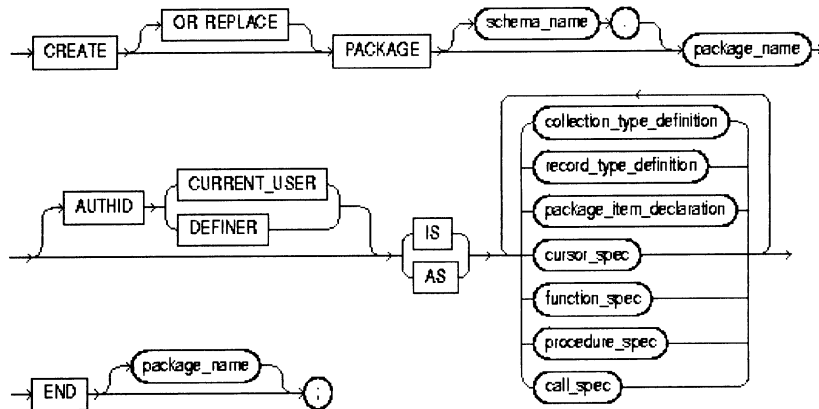 OR REPLACE schema_name .
CREATE PACKAGE package_name
collection_type_definition
CURRENT_USER record_type_definition
AUTHID
DEFINER package_item_declaration
IS
cursor_spec
AS
function_spec
procedure_spec
package_name
call_spec
END ;